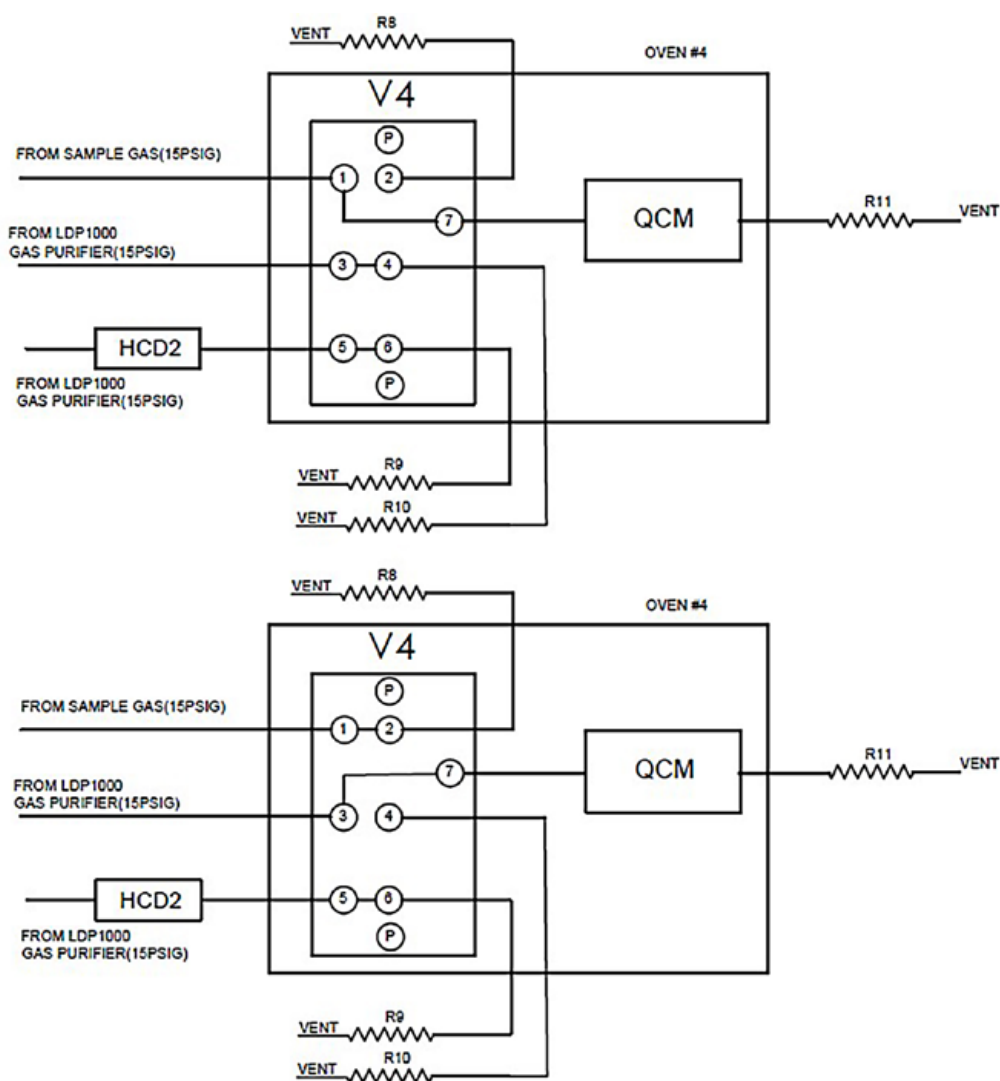 R8
VENT
OVEN #4
V4
P
FROM SAMPLE GAS(15PSIG)
1
2
R11
7
QCM
VENT
FROM LDP1000
GAS PURIFIER(15PSIG)
3
4
HCD2
5
6
FROM LDP1000
GAS PURIFIER(15PSIG)
P
R9
VENT
R10
VENT
R8
VENT
OVEN #4
V4
P
FROM SAMPLE GAS(15PSIG)
1
2
R11
7
QCM
VENT
FROM LDP1000
GAS PURIFIER(15PSIG)
3
4
HCD2
5
6
FROM LDP1000
GAS PURIFIER(15PSIG)
P
R9
VENT
R10
VENT